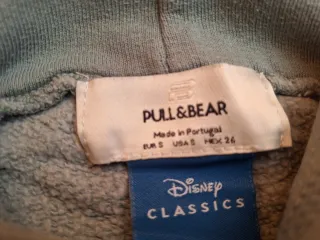 PULL&BEAR
Made in Portugal
EUR S USA S MEX 26
Disney
CLASSICS